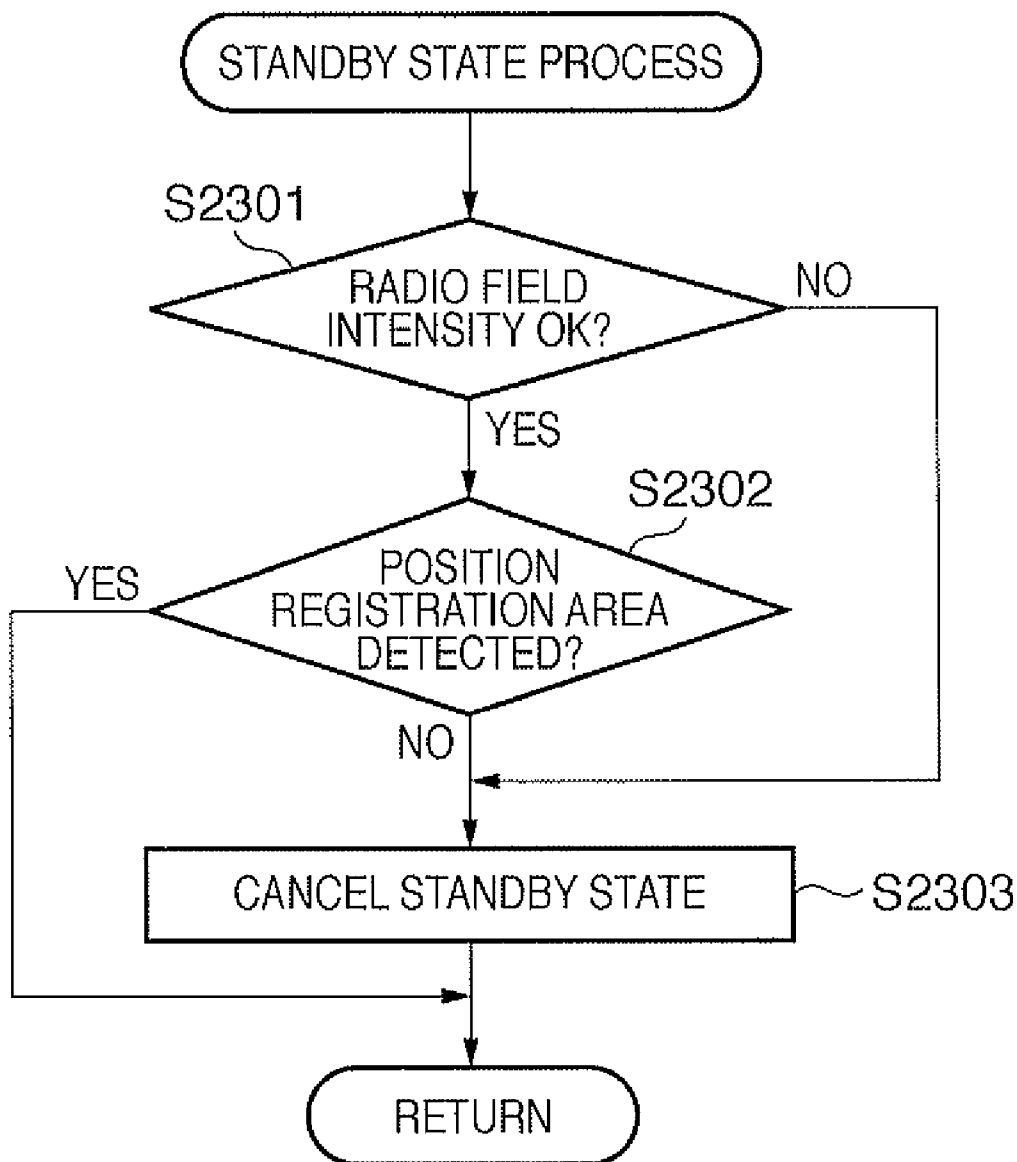 STANDBY STATE PROCESS
S2301
RADIO FIELD
INTENSITY OK?
NO
YES
S2302
YES
POSITION
REGISTRATION AREA
DETECTED?
NO
CANCEL STANDBY STATE
S2303
RETURN